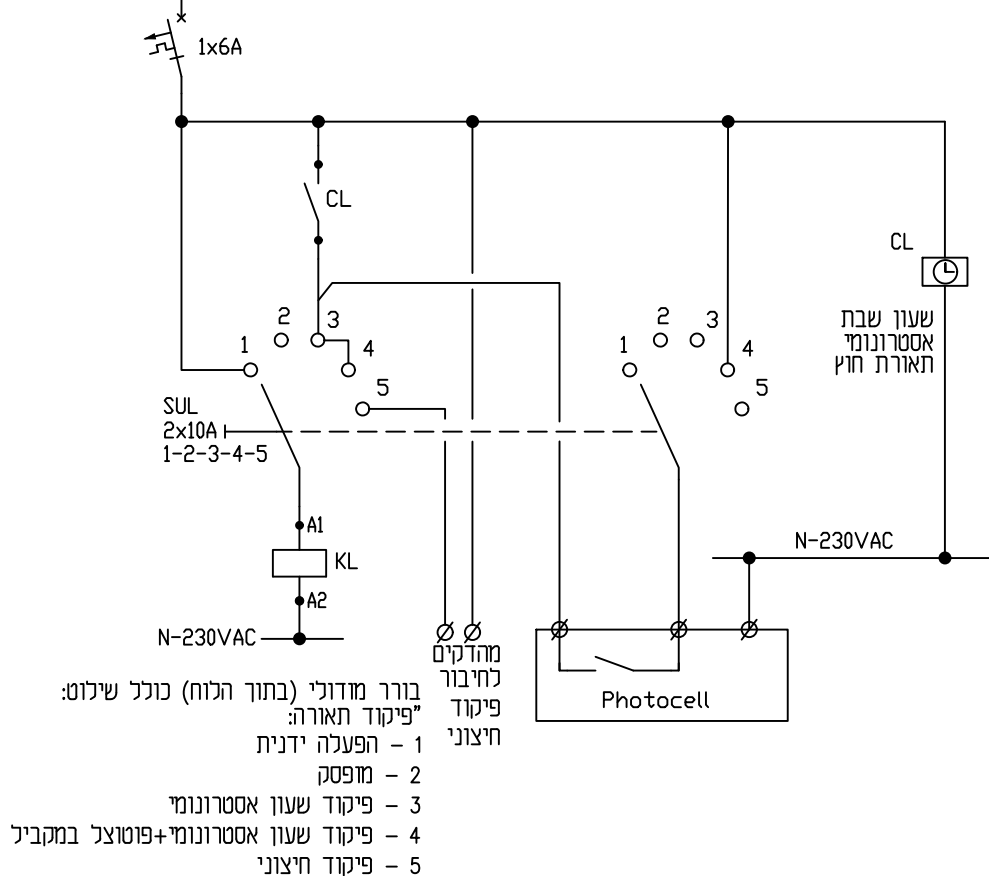 1x6A
CL
CL
שעון שבת
אסטרונומי
תאורת חוץ
2
3
1
4
5
2
3
1
4
5
SUL
2x10A
1-2-3-4-5
A1
KL
A2
N-230VAC
N-230VAC
מהדקים
לחיבור
פיקוד
חיצוני
Photocell
בורר מודולי (בתוך הלוח) כולל שילוט:
"פיקוד תאורה:
1 - הפעלה ידנית
2 - מופסק
3 - פיקוד שעון אסטרונומי
4 - פיקוד שעון אסטרונומי+פוטוצל במקביל
5 - פיקוד חיצוני